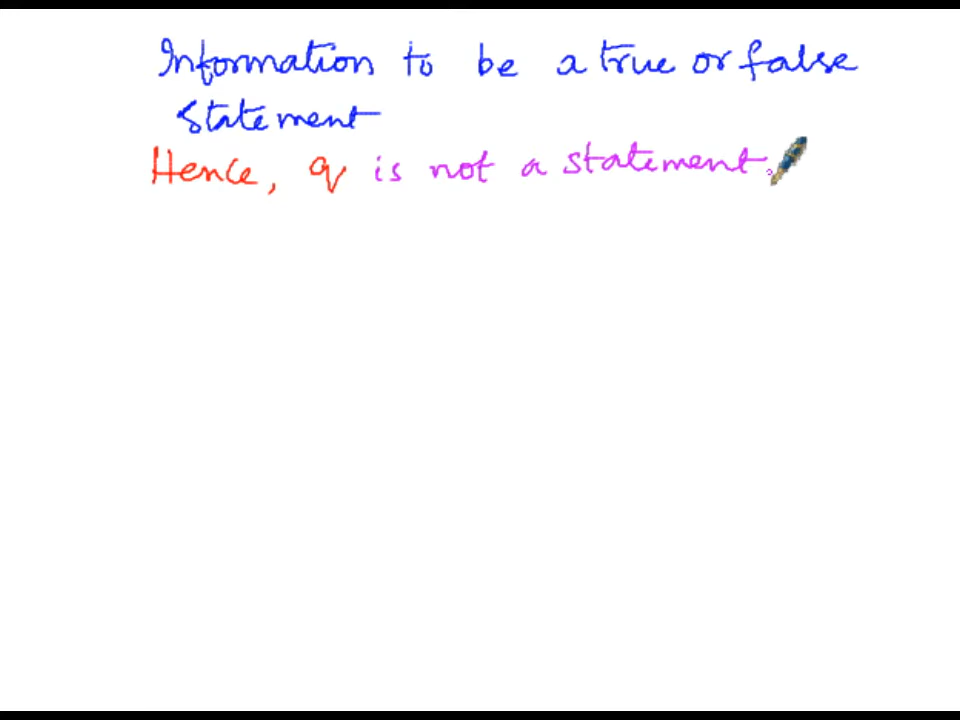 Information to be a true or false
Statement
Hence, q is not a statement.